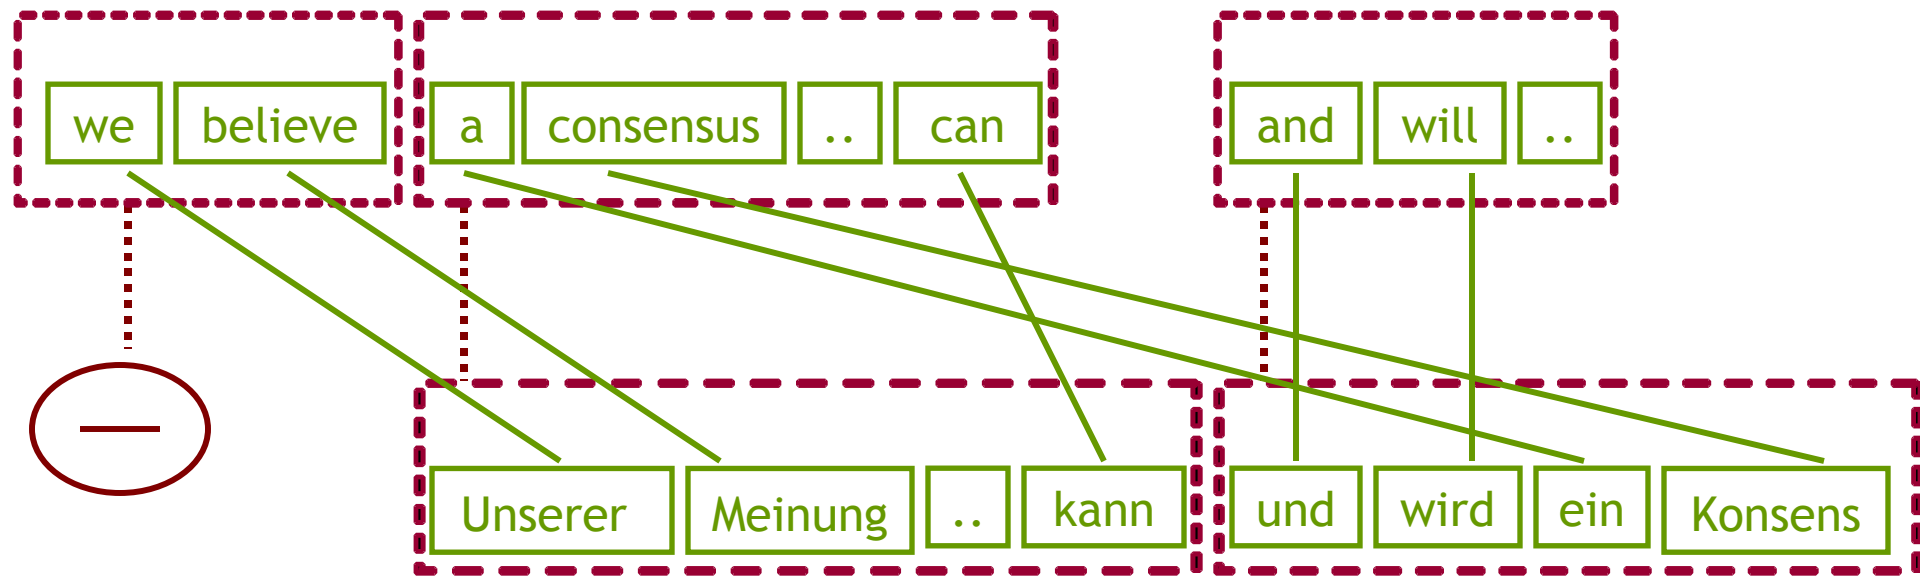 we believe a consensus .. can and will ..
Unserer Meinung .. kann und wird ein Konsens